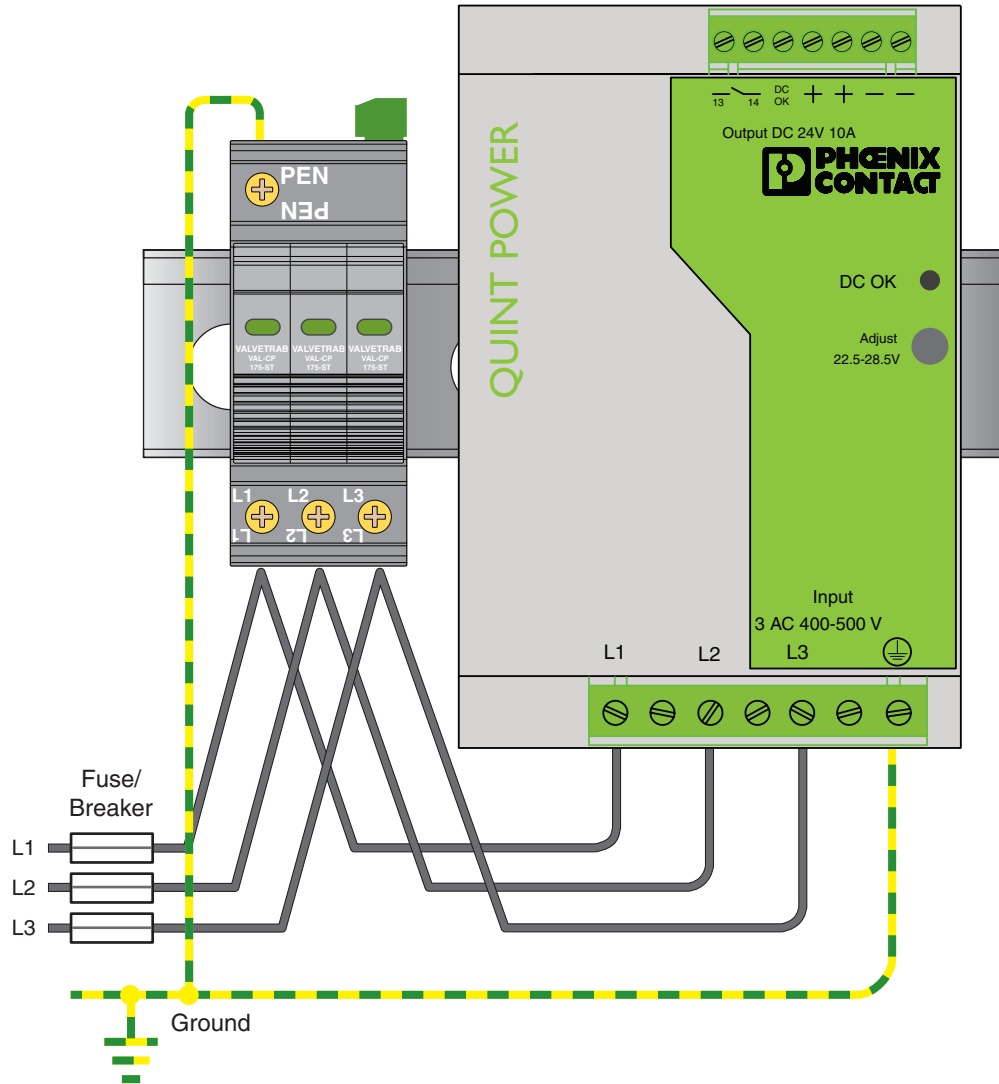 13 14 DC OK + + – –
Output DC 24V 10A
PHŒNIX
CONTACT
QUINT POWER
DC OK
Adjust
22.5-28.5V
Input
3 AC 400-500 V
L1 L2 L3
PEN
PEN
VALVETRAB VALVETRAB VALVETRAB
VAL-CP VAL-CP VAL-CP
175-ST 175-ST 175-ST
L1 L2 L3
L1 L2 L3
Fuse/
Breaker
L1
L2
L3
Ground